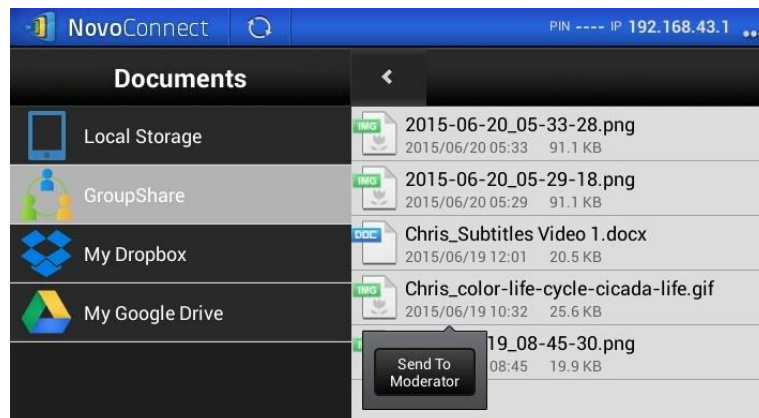 NovoConnect
PIN ---- IP 192.168.43.1
Documents
Local Storage
GroupShare
My Dropbox
My Google Drive
IMG 2015-06-20_05-33-28.png
2015/06/20 05:33 91.1 KB
IMG 2015-06-20_05-29-18.png
2015/06/20 05:29 91.1 KB
DOC Chris_Subtitles Video 1.docx
2015/06/19 12:01 20.5 KB
IMG Chris_color-life-cycle-cicada-life.gif
2015/06/19 10:32 25.6 KB
19_08-45-30.png
08:45 19.9 KB
Send To
Moderator